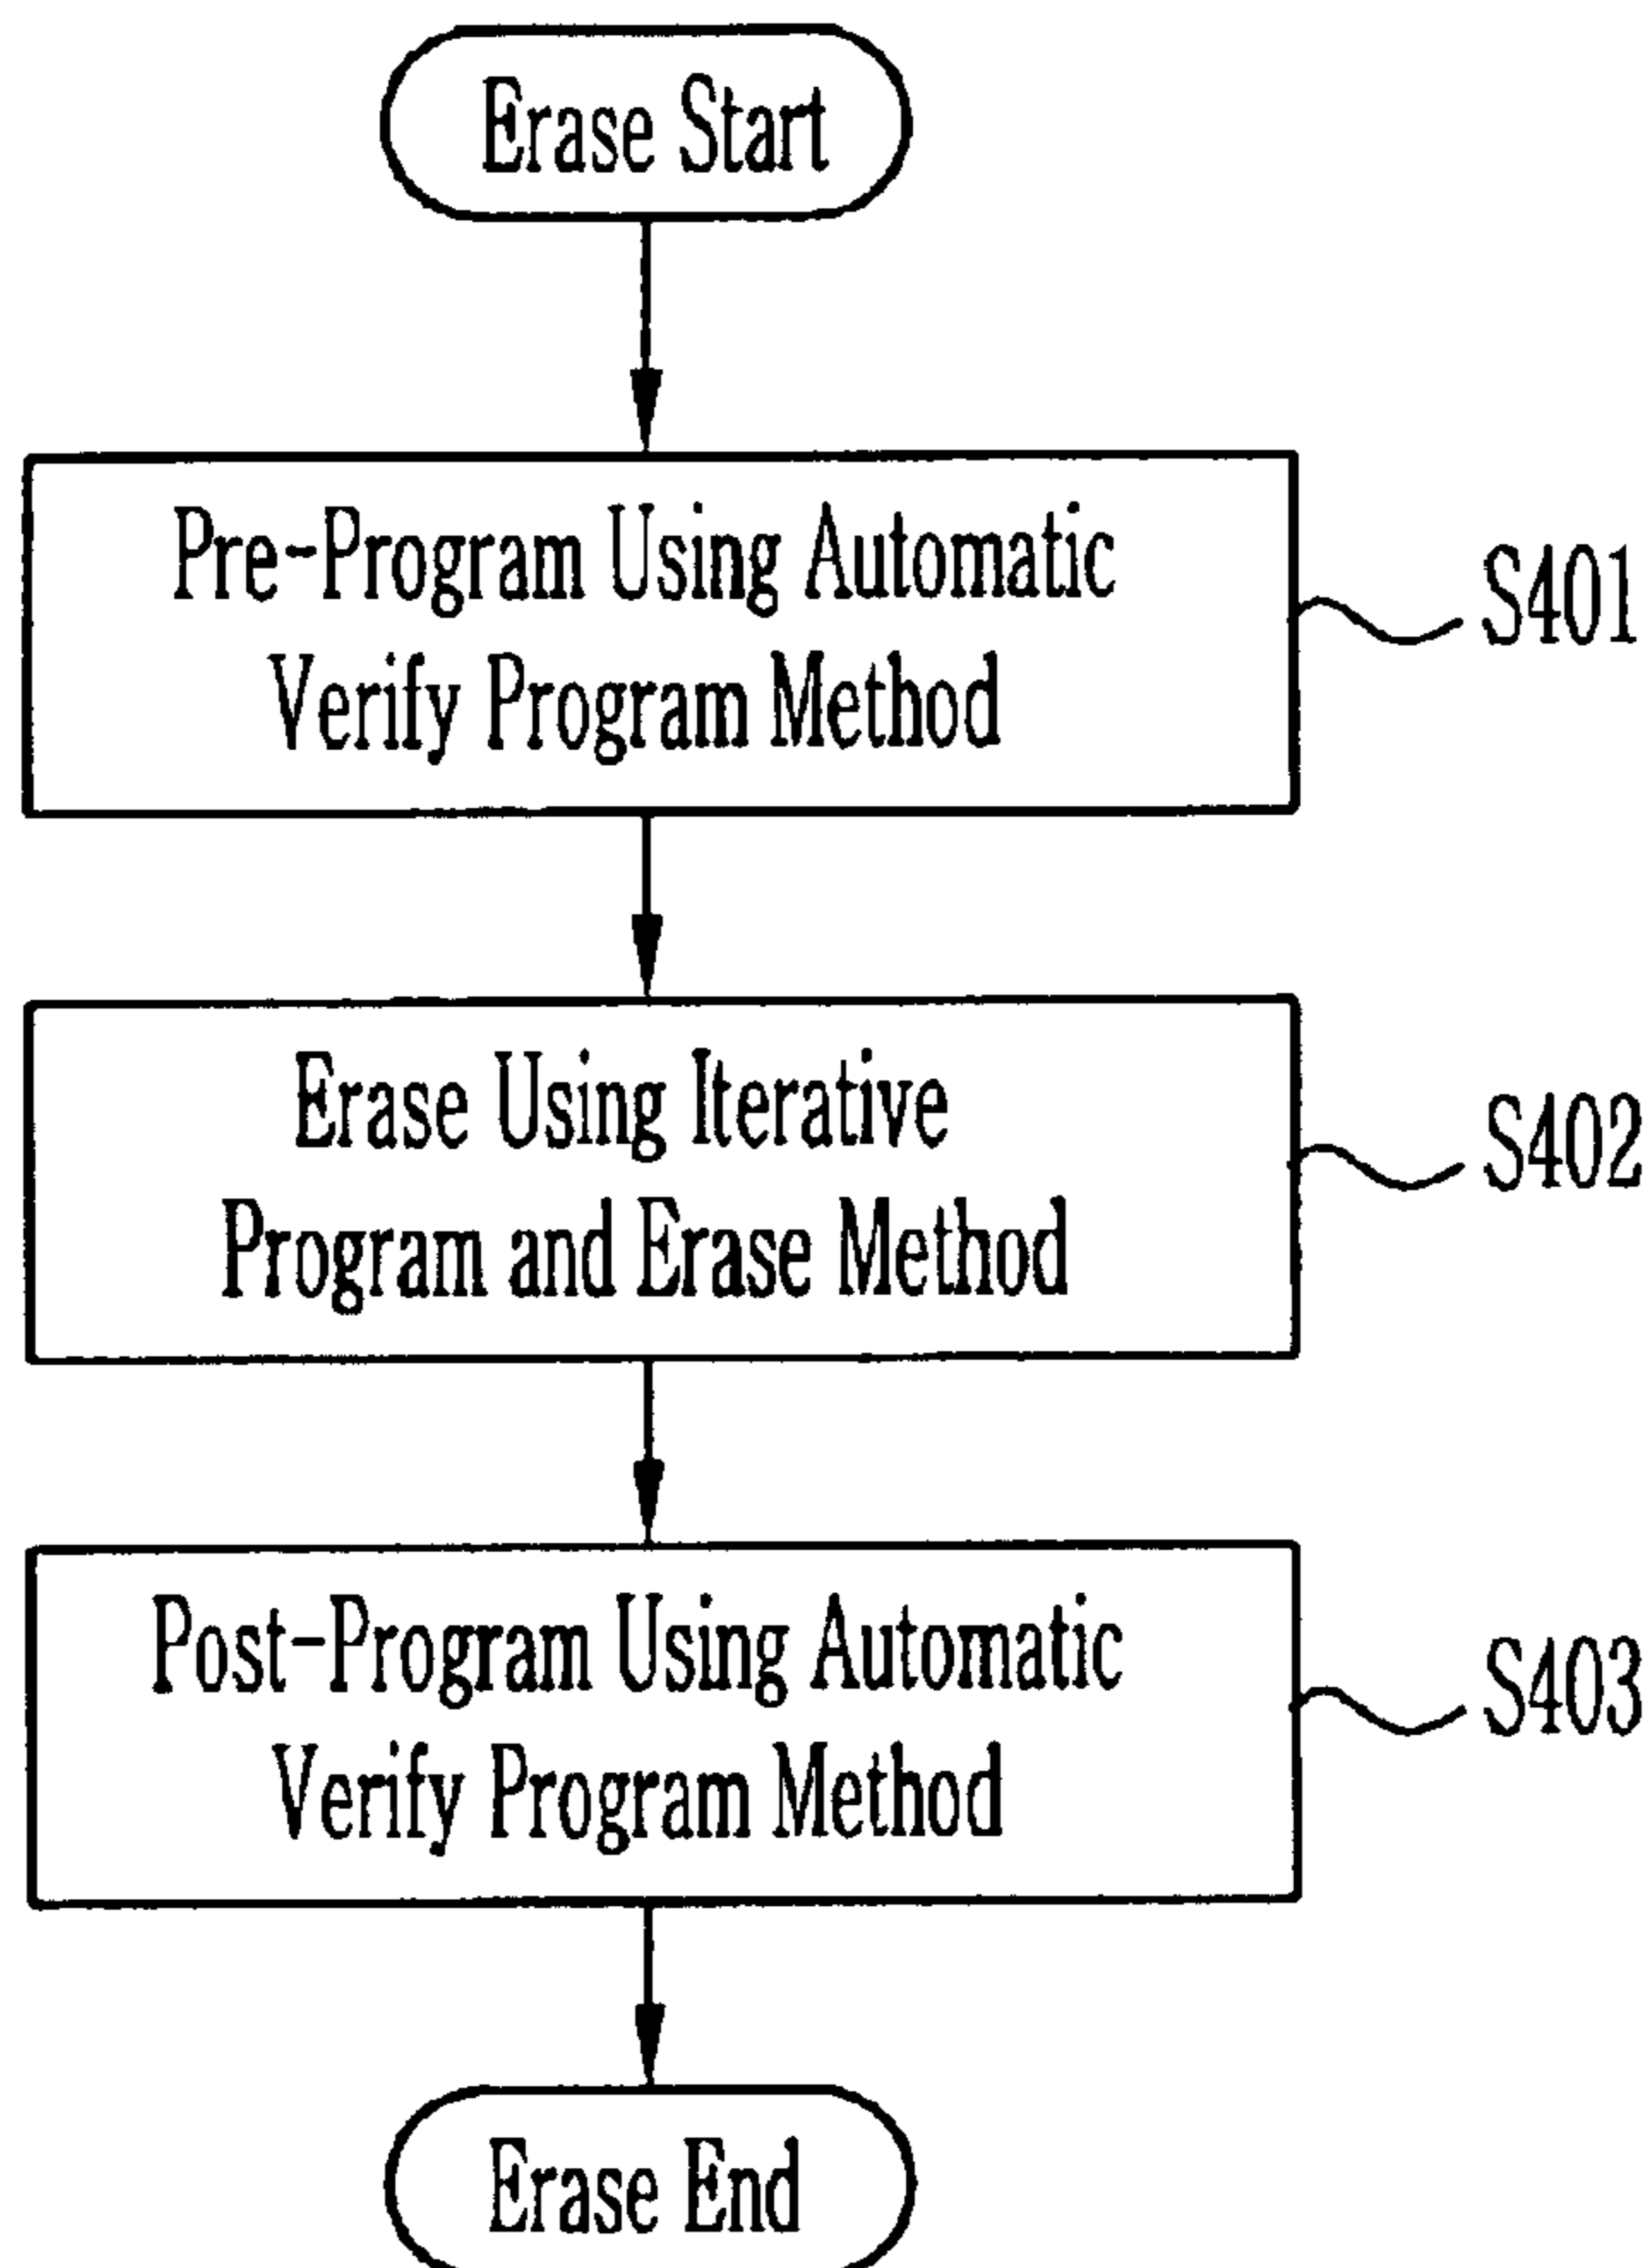 Erase Start
Pre-Program Using Automatic
Verify Program Method
S401
Erase Using Iterative
Program and Erase Method
S402
Post-Program Using Automatic
Verify Program Method
S403
Erase End